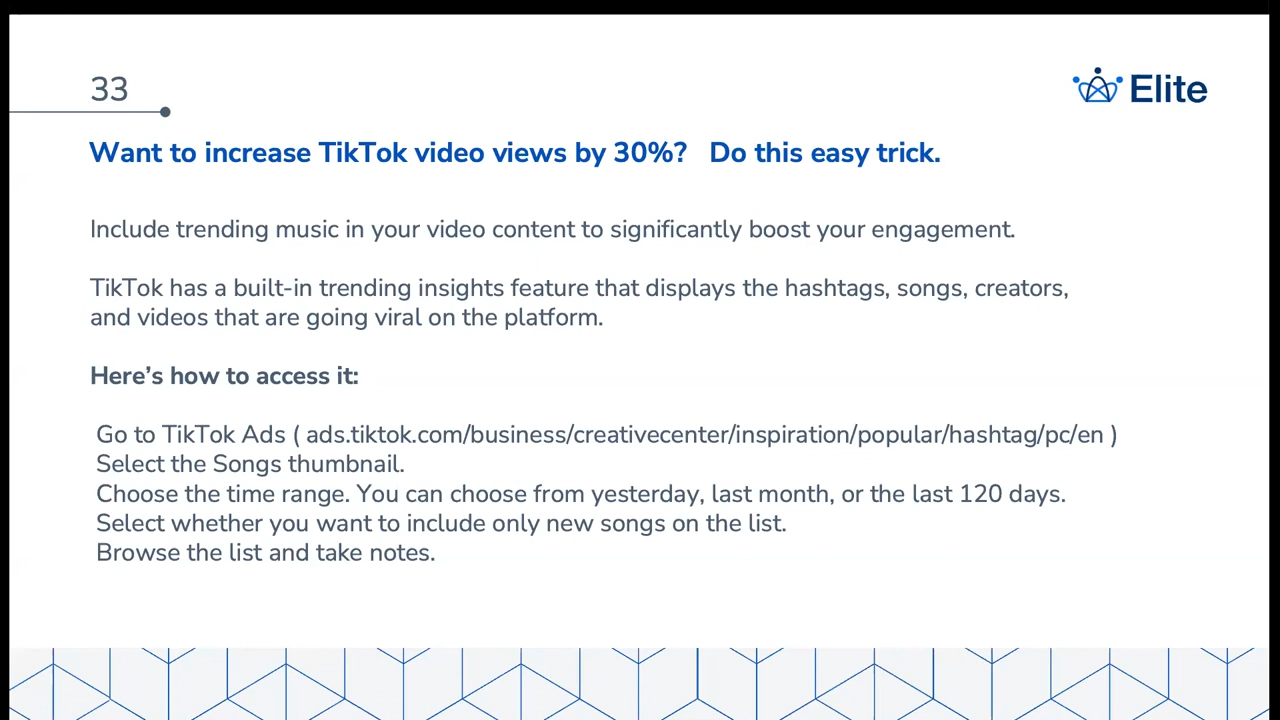 33
Elite
Want to increase TikTok video views by 30%? Do this easy trick.
Include trending music in your video content to significantly boost your engagement.
TikTok has a built-in trending insights feature that displays the hashtags, songs, creators,
and videos that are going viral on the platform.
Here's how to access it:
Go to TikTok Ads ( ads.tiktok.com/business/creativecenter/inspiration/popular/hashtag/pc/en )
Select the Songs thumbnail.
Choose the time range. You can choose from yesterday, last month, or the last 120 days.
Select whether you want to include only new songs on the list.
Browse the list and take notes.